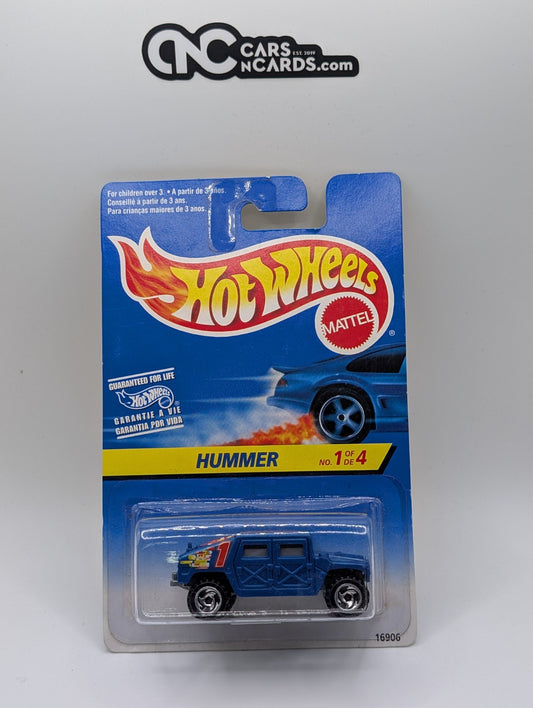 CNC CARS EST. 2019
NCARDS.com
For children over 3. • A partir de 3 años.
Conseillé à partir de 3 ans.
Para crianças maiores de 3 anos.
HOT WHEELS
MATTEL
®
GUARANTEED FOR LIFE
HOT WHEELS
GARANTIE A VIE
GARANTIA POR VIDA
HUMMER
NO. 1 OF DE 4
1
16906